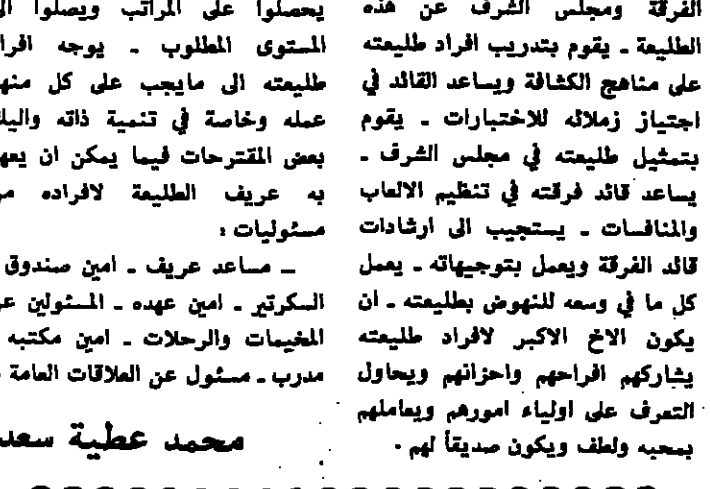 الفرقة ومجلس الشرف عن هذه
الطليعة ـ يقوم بتدريب افراد طليعته
على مناهج الكشافة ويساعد القائد في
اجتياز زملائه للاختبارات ـ يقوم
بتمثيل طليعته في مجلس الشرف ـ
يساعد قائد فرقته في تنظيم الالعاب
والمنافسات ـ يستجيب الى ارشادات
قائد الفرقة ويعمل بتوجيهاته ـ يعمل
كل ما في وسعه للنهوض بطليعته ـ ان
يكون الاخ الاكبر لافراد طليعته
يشاركهم افراحهم واحزانهم ويحاول
التعرف على اولياء امورهم ويعاملهم
بمحبه ولطف ويكون صديقاً لهم .
يحصلوا على المراتب ويصلوا
المستوى المطلوب ـ يوجه
طليعته الى مايجب على كل
عمله وخاصة في تنمية ذاته
بعض المقترحات فيما يمكن ان
به عريف الطليعة لافراده
مسئوليات :
ـ مساعد عريف ـ امين صندوق
السكرتير ـ امين عهده ـ المسئولين
المخيمات والرحلات ـ امين مكتبه
مدرب ـ مسئول عن العلاقات العامة
محمد عطية